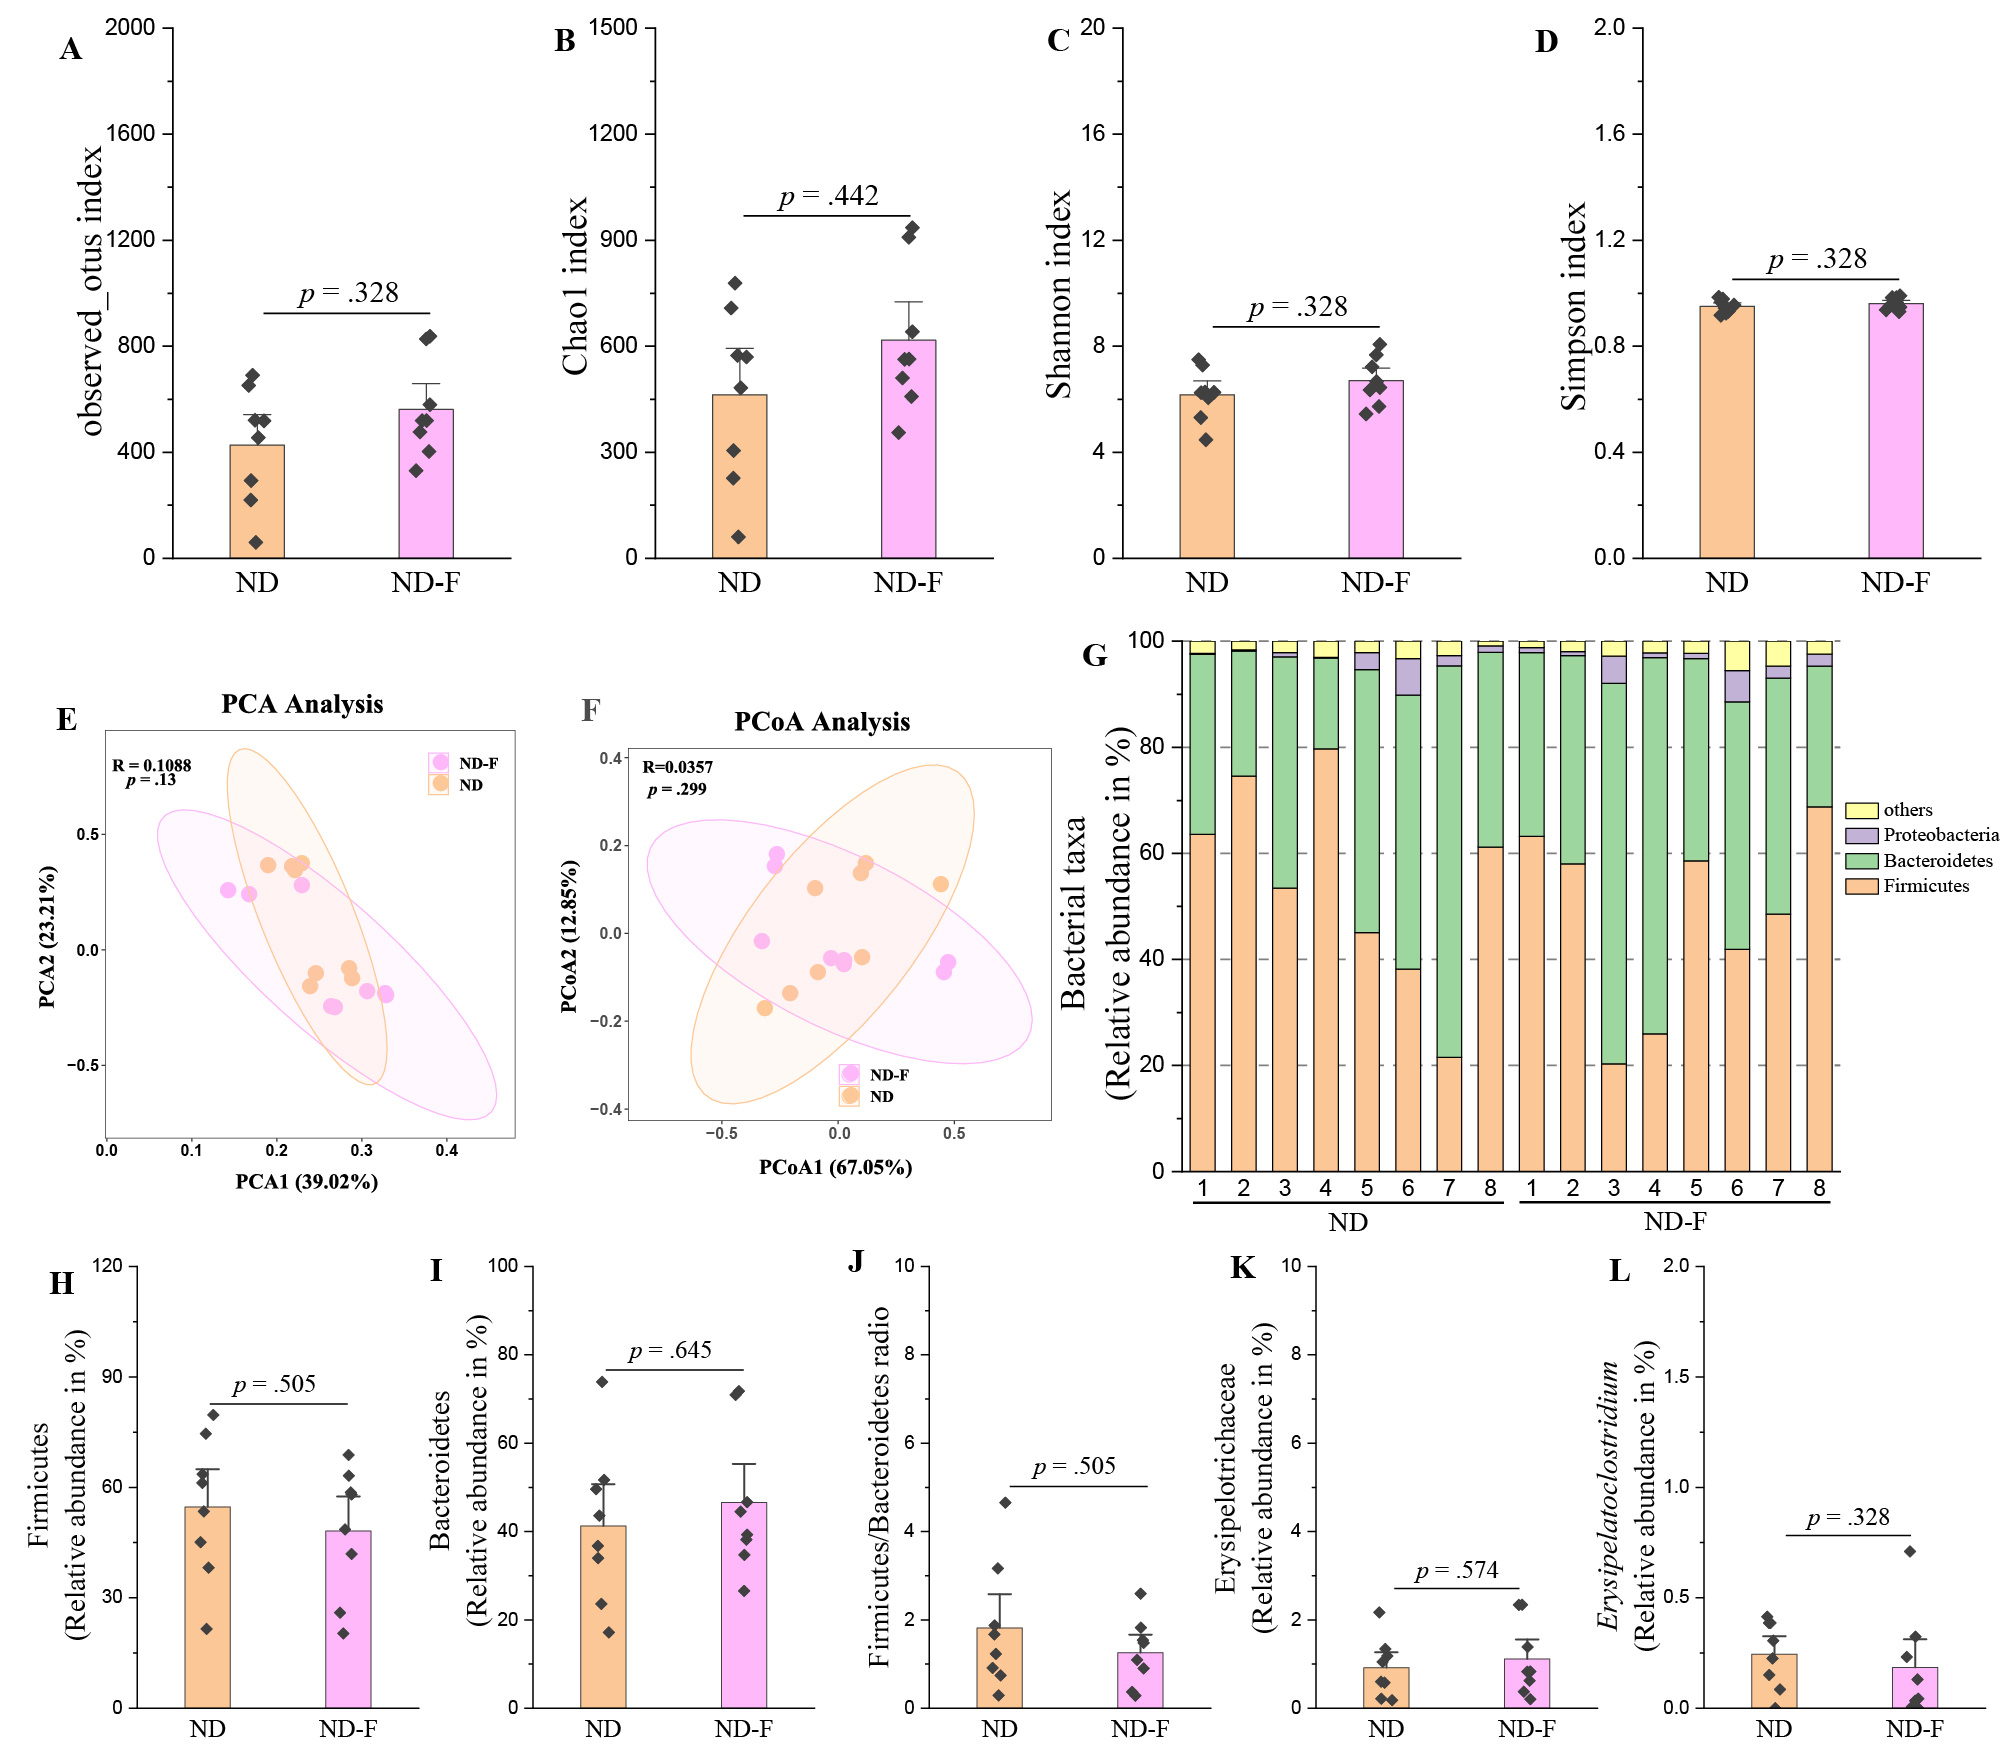 A
observed_otus index
2000
1600
1200
800
400
0
p = .328
ND
ND-F
B
Chao1 index
1500
1200
900
600
300
0
p = .442
ND
ND-F
C
Shannon index
20
16
12
8
4
0
p = .328
ND
ND-F
D
Simpson index
2.0
1.6
1.2
0.8
0.4
0.0
p = .328
ND
ND-F
E
PCA Analysis
R = 0.1088
p = .13
ND-F
ND
PCA2 (23.21%)
0.5
0.0
−0.5
0.0
0.1
0.2
0.3
0.4
PCA1 (39.02%)
F
PCoA Analysis
R=0.0357
p = .299
PCoA2 (12.85%)
0.4
0.2
0.0
−0.2
−0.4
ND-F
ND
−0.5
0.0
0.5
PCoA1 (67.05%)
G
Bacterial taxa
(Relative abundance in %)
100
80
60
40
20
0
1 2 3 4 5 6 7 8 1 2 3 4 5 6 7 8
ND
ND-F
others
Proteobacteria
Bacteroidetes
Firmicutes
H
Firmicutes
(Relative abundance in %)
120
90
60
30
0
p = .505
ND
ND-F
I
Bacteroidetes
(Relative abundance in %)
100
80
60
40
20
0
p = .645
ND
ND-F
J
Firmicutes/Bacteroidetes radio
10
8
6
4
2
0
p = .505
ND
ND-F
K
Erysipelotrichaceae
(Relative abundance in %)
10
8
6
4
2
0
p = .574
ND
ND-F
L
Erysipelatoclostridium
(Relative abundance in %)
2.0
1.5
1.0
0.5
0.0
p = .328
ND
ND-F